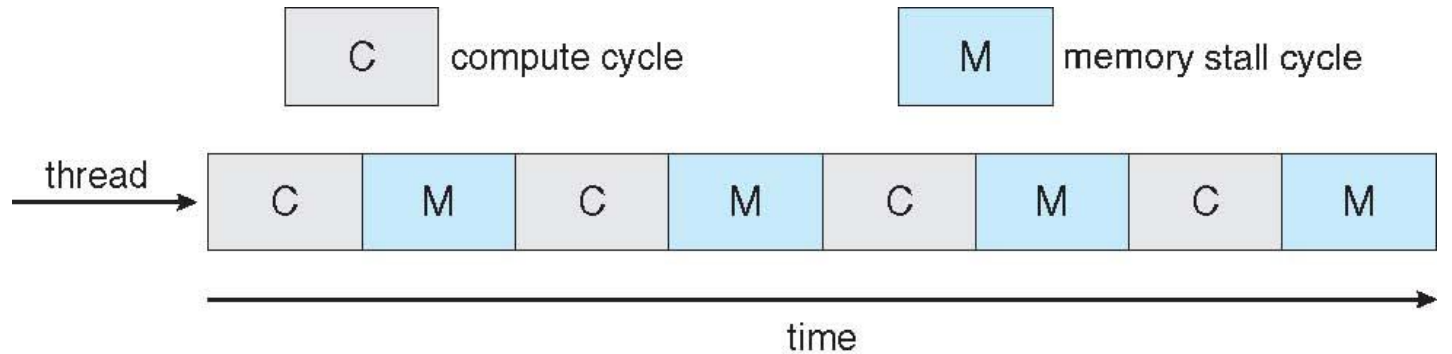 C compute cycle M memory stall cycle
thread
C M C M C M C M
time